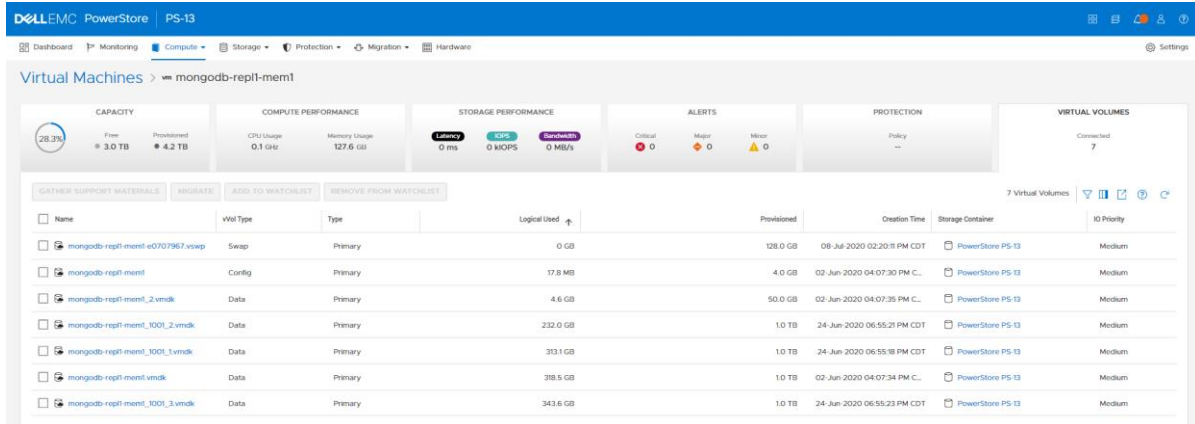 DELLEMC PowerStore PS-13
Dashboard Monitoring Compute Storage Protection Migration Hardware Settings
Virtual Machines > vm mongodb-repl1-mem1
CAPACITY COMPUTE PERFORMANCE STORAGE PERFORMANCE ALERTS PROTECTION VIRTUAL VOLUMES
28.3% Free Provisioned CPU Usage Memory Usage Latency IOPS Bandwidth Critical Major Minor Policy Connected
3.0 TB 4.2 TB 0.1 GHz 127.6 GB 0 ms 0 kIOPS 0 MB/s 0 0 0 -- 7
GATHER SUPPORT MATERIALS MIGRATE ADD TO WATCHLIST REMOVE FROM WATCHLIST 7 Virtual Volumes
Name vVol Type Type Logical Used Provisioned Creation Time Storage Container IO Priority
mongodb-repl1-mem1-e0707967.vswp Swap Primary 0 GB 128.0 GB 08-Jul-2020 02:20:11 PM CDT PowerStore PS-13 Medium
mongodb-repl1-mem1 Config Primary 17.8 MB 4.0 GB 02-Jun-2020 04:07:30 PM C... PowerStore PS-13 Medium
mongodb-repl1-mem1_2.vmdk Data Primary 4.6 GB 50.0 GB 02-Jun-2020 04:07:35 PM C... PowerStore PS-13 Medium
mongodb-repl1-mem1_1001_2.vmdk Data Primary 232.0 GB 1.0 TB 24-Jun-2020 06:55:21 PM CDT PowerStore PS-13 Medium
mongodb-repl1-mem1_1001_1.vmdk Data Primary 313.1 GB 1.0 TB 24-Jun-2020 06:55:18 PM CDT PowerStore PS-13 Medium
mongodb-repl1-mem1.vmdk Data Primary 318.5 GB 1.0 TB 02-Jun-2020 04:07:34 PM C... PowerStore PS-13 Medium
mongodb-repl1-mem1_1001_3.vmdk Data Primary 343.6 GB 1.0 TB 24-Jun-2020 06:55:23 PM CDT PowerStore PS-13 Medium